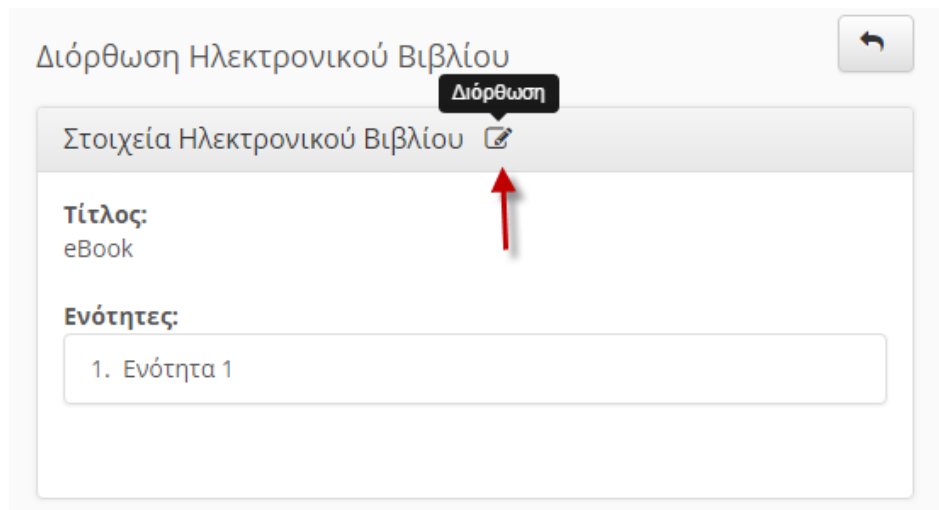 Διόρθωση Ηλεκτρονικού Βιβλίου
Διόρθωση
Στοιχεία Ηλεκτρονικού Βιβλίου
Τίτλος:
eBook
Ενότητες:
1. Ενότητα 1